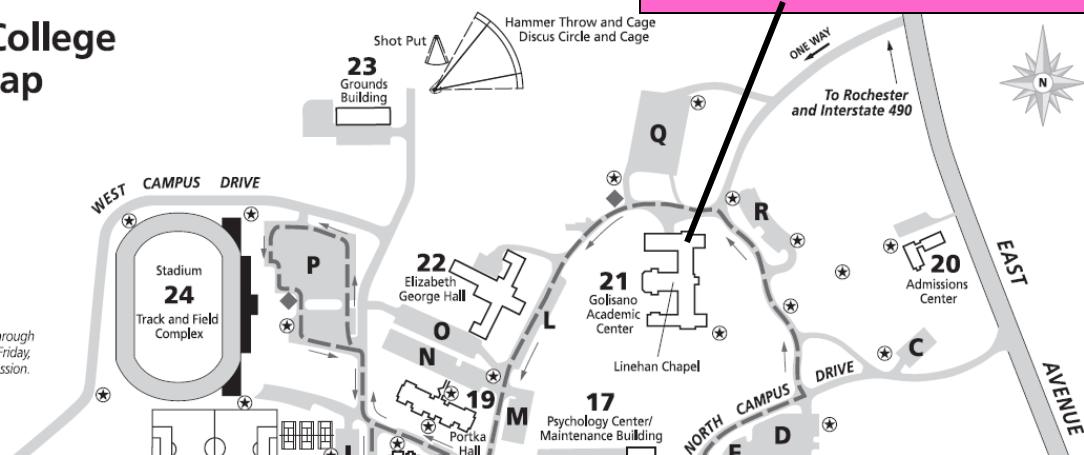 College
ap
Hammer Throw and Cage
Discus Circle and Cage
Shot Put
23
Grounds
Building
ONE WAY
N
To Rochester
and Interstate 490
Q
WEST CAMPUS DRIVE
R
P
EAST
AVENUE
Stadium
24
Track and Field
Complex
22
Elizabeth
George Hall
21
Golisano
Academic
Center
20
Admissions
Center
O
L
N
Linehan Chapel
C
rough
Friday,
ssion.
19
Portka
Hall
M
17
Psychology Center/
Maintenance Building
NORTH CAMPUS DRIVE
D